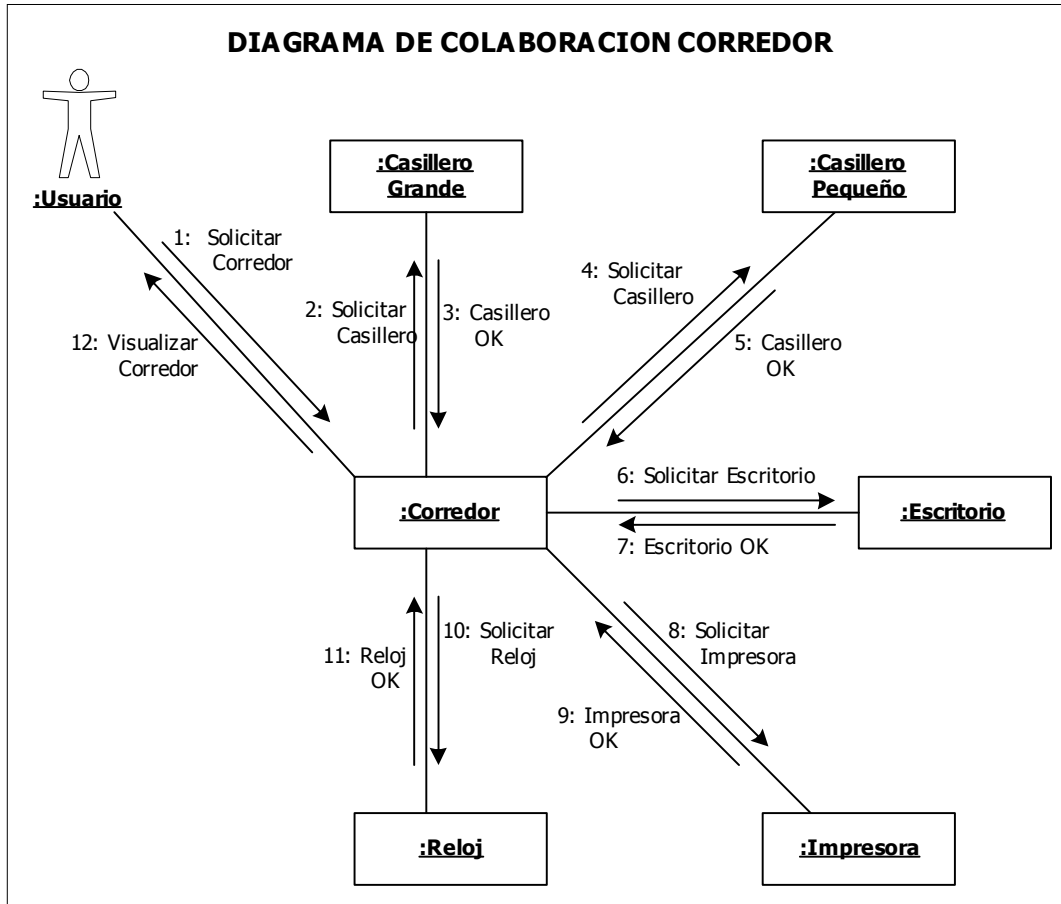 DIAGRAMA DE COLABORACION CORREDOR
:Usuario
:Casillero
Grande
:Casillero
Pequeño
1: Solicitar
Corredor
12: Visualizar
Corredor
2: Solicitar
Casillero
3: Casillero
OK
4: Solicitar
Casillero
5: Casillero
OK
:Corredor
6: Solicitar Escritorio
7: Escritorio OK
:Escritorio
11: Reloj
OK
10: Solicitar
Reloj
8: Solicitar
Impresora
9: Impresora
OK
:Reloj
:Impresora